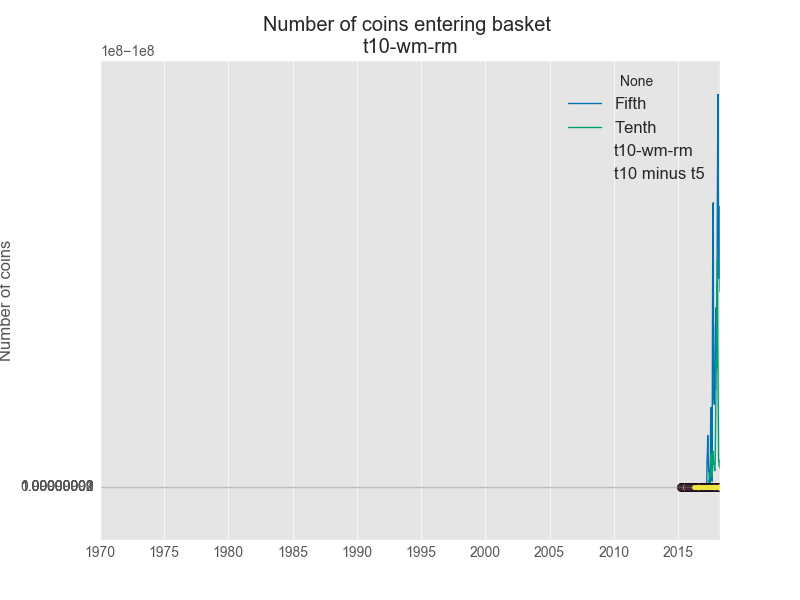 Number of coins entering basket
t10-wm-rm
1e8−1e8
None
Fifth
Tenth
t10-wm-rm
t10 minus t5
Number of coins
1970 1975 1980 1985 1990 1995 2000 2005 2010 2015